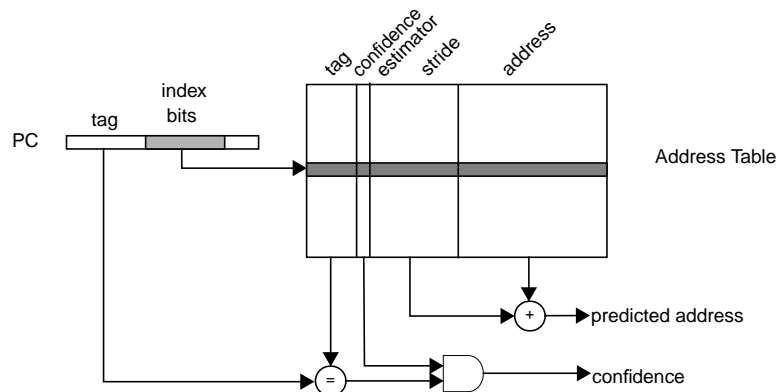 tag
confidence
estimator
stride
address
index
bits
tag
PC
Address Table
+
predicted address
=
confidence